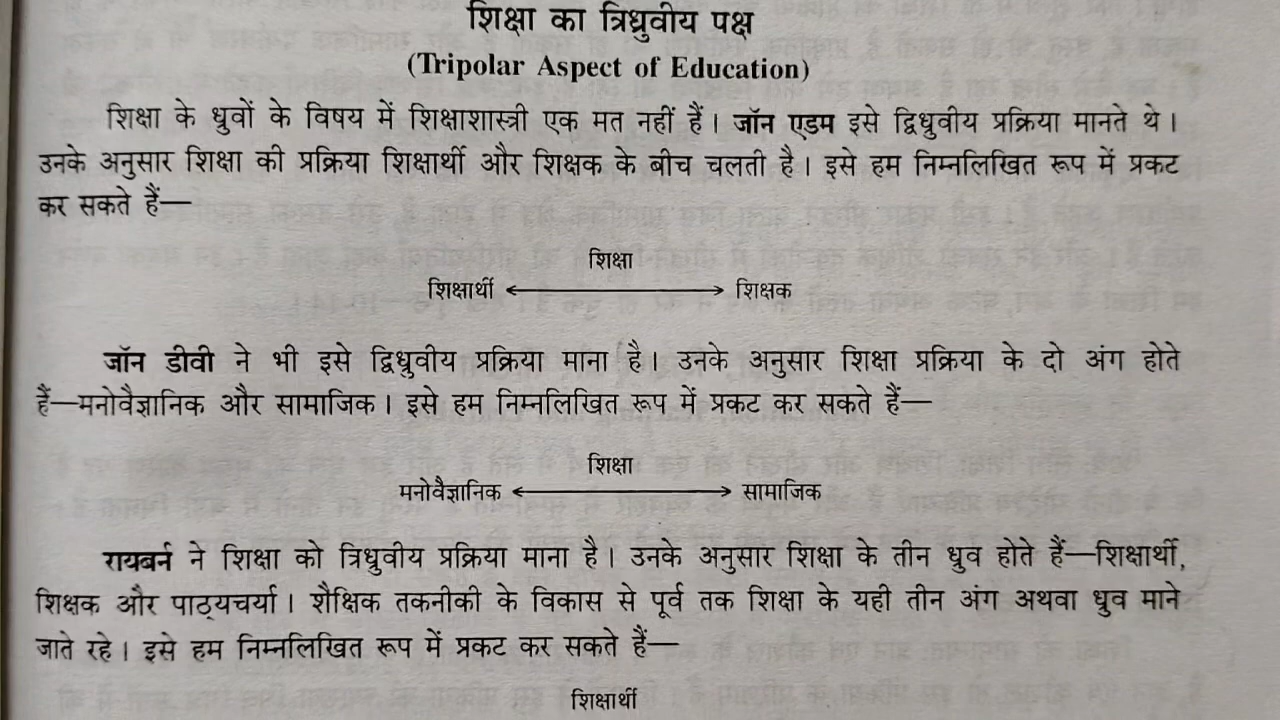 शिक्षा का त्रिध्रुवीय पक्ष
(Tripolar Aspect of Education)
शिक्षा के ध्रुवों के विषय में शिक्षाशास्त्री एक मत नहीं हैं। जॉन एडम इसे द्विध्रुवीय प्रक्रिया मानते थे।
उनके अनुसार शिक्षा की प्रक्रिया शिक्षार्थी और शिक्षक के बीच चलती है। इसे हम निम्नलिखित रूप में प्रकट
कर सकते हैं—
शिक्षा
शिक्षार्थी ⟷ शिक्षक
जॉन डीवी ने भी इसे द्विध्रुवीय प्रक्रिया माना है। उनके अनुसार शिक्षा प्रक्रिया के दो अंग होते
हैं—मनोवैज्ञानिक और सामाजिक। इसे हम निम्नलिखित रूप में प्रकट कर सकते हैं—
शिक्षा
मनोवैज्ञानिक ⟷ सामाजिक
रायबर्न ने शिक्षा को त्रिध्रुवीय प्रक्रिया माना है। उनके अनुसार शिक्षा के तीन ध्रुव होते हैं—शिक्षार्थी,
शिक्षक और पाठ्यचर्या। शैक्षिक तकनीकी के विकास से पूर्व तक शिक्षा के यही तीन अंग अथवा ध्रुव माने
जाते रहे। इसे हम निम्नलिखित रूप में प्रकट कर सकते हैं—
शिक्षार्थी